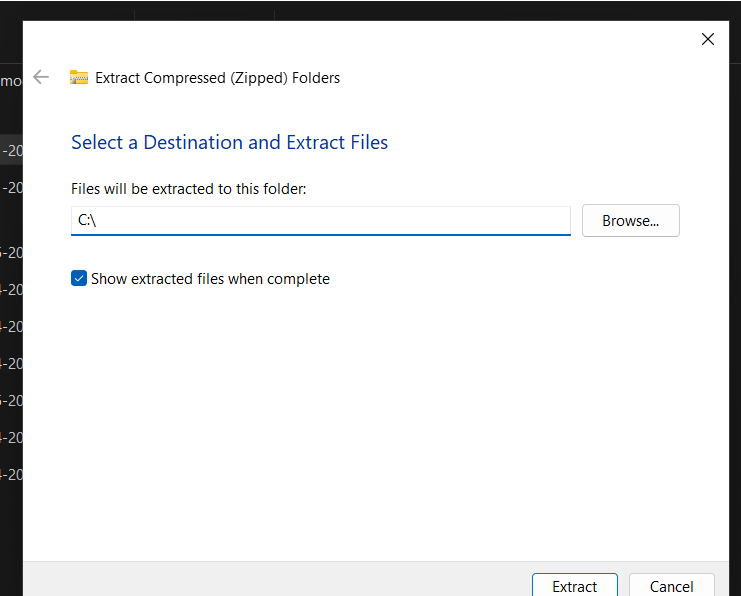 Extract Compressed (Zipped) Folders
mo
Select a Destination and Extract Files
-20
Files will be extracted to this folder:
-20
C:\
Browse...
-20
Show extracted files when complete
-20
-20
-20
-20
-20
-20
Extract
Cancel